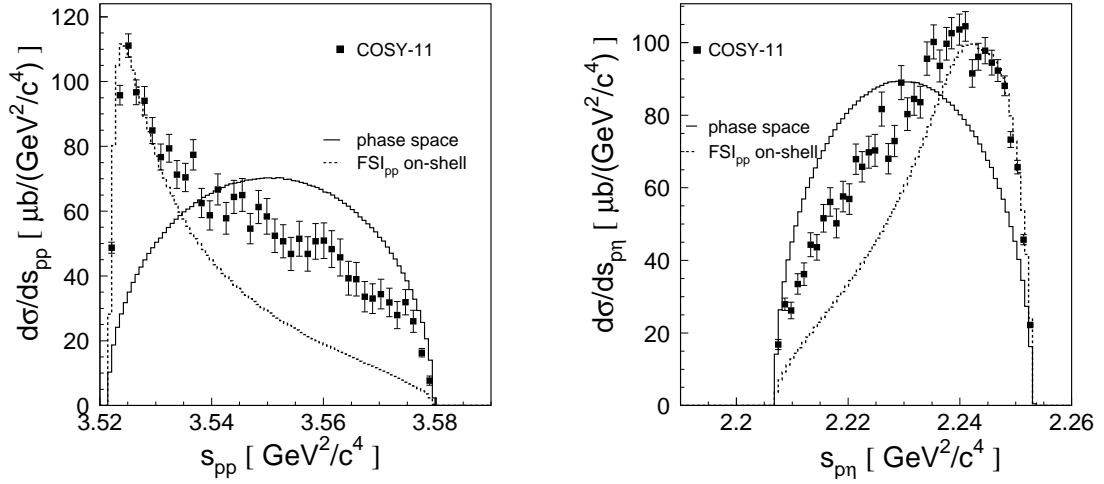 dσ/ds_pp [ μb/(GeV²/c⁴) ]
120
100
80
60
40
20
0
COSY-11
phase space
FSI_pp on-shell
3.52 3.54 3.56 3.58
s_pp [ GeV²/c⁴ ]
dσ/ds_pη [ μb/(GeV²/c⁴) ]
100
80
60
40
20
0
COSY-11
phase space
FSI_pp on-shell
2.2 2.22 2.24 2.26
s_pη [ GeV²/c⁴ ]